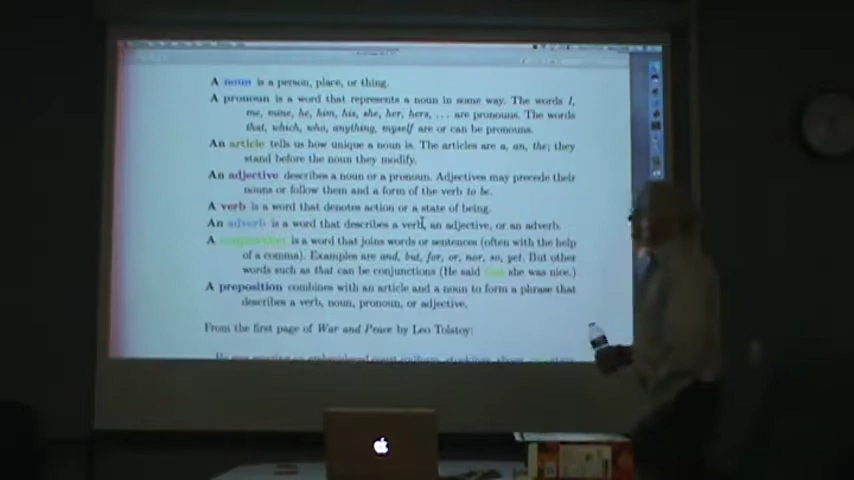 A noun is a person, place, or thing.
A pronoun is a word that represents a noun in some way. The words I,
me, mine, he, him, his, she, her, hers, ... are pronouns. The words
that, which, who, anything, myself are or can be pronouns.
An article tells us how unique a noun is. The articles are a, an, the; they
stand before the noun they modify.
An adjective describes a noun or a pronoun. Adjectives may precede their
nouns or follow them and a form of the verb to be.
A verb is a word that denotes action or a state of being.
An adverb is a word that describes a verb, an adjective, or an adverb.
A conjunction is a word that joins words or sentences (often with the help
of a comma). Examples are and, but, for, or, nor, so, yet. But other
words such as that can be conjunctions (He said that she was nice.)
A preposition combines with an article and a noun to form a phrase that
describes a verb, noun, pronoun, or adjective.
From the first page of War and Peace by Leo Tolstoy: